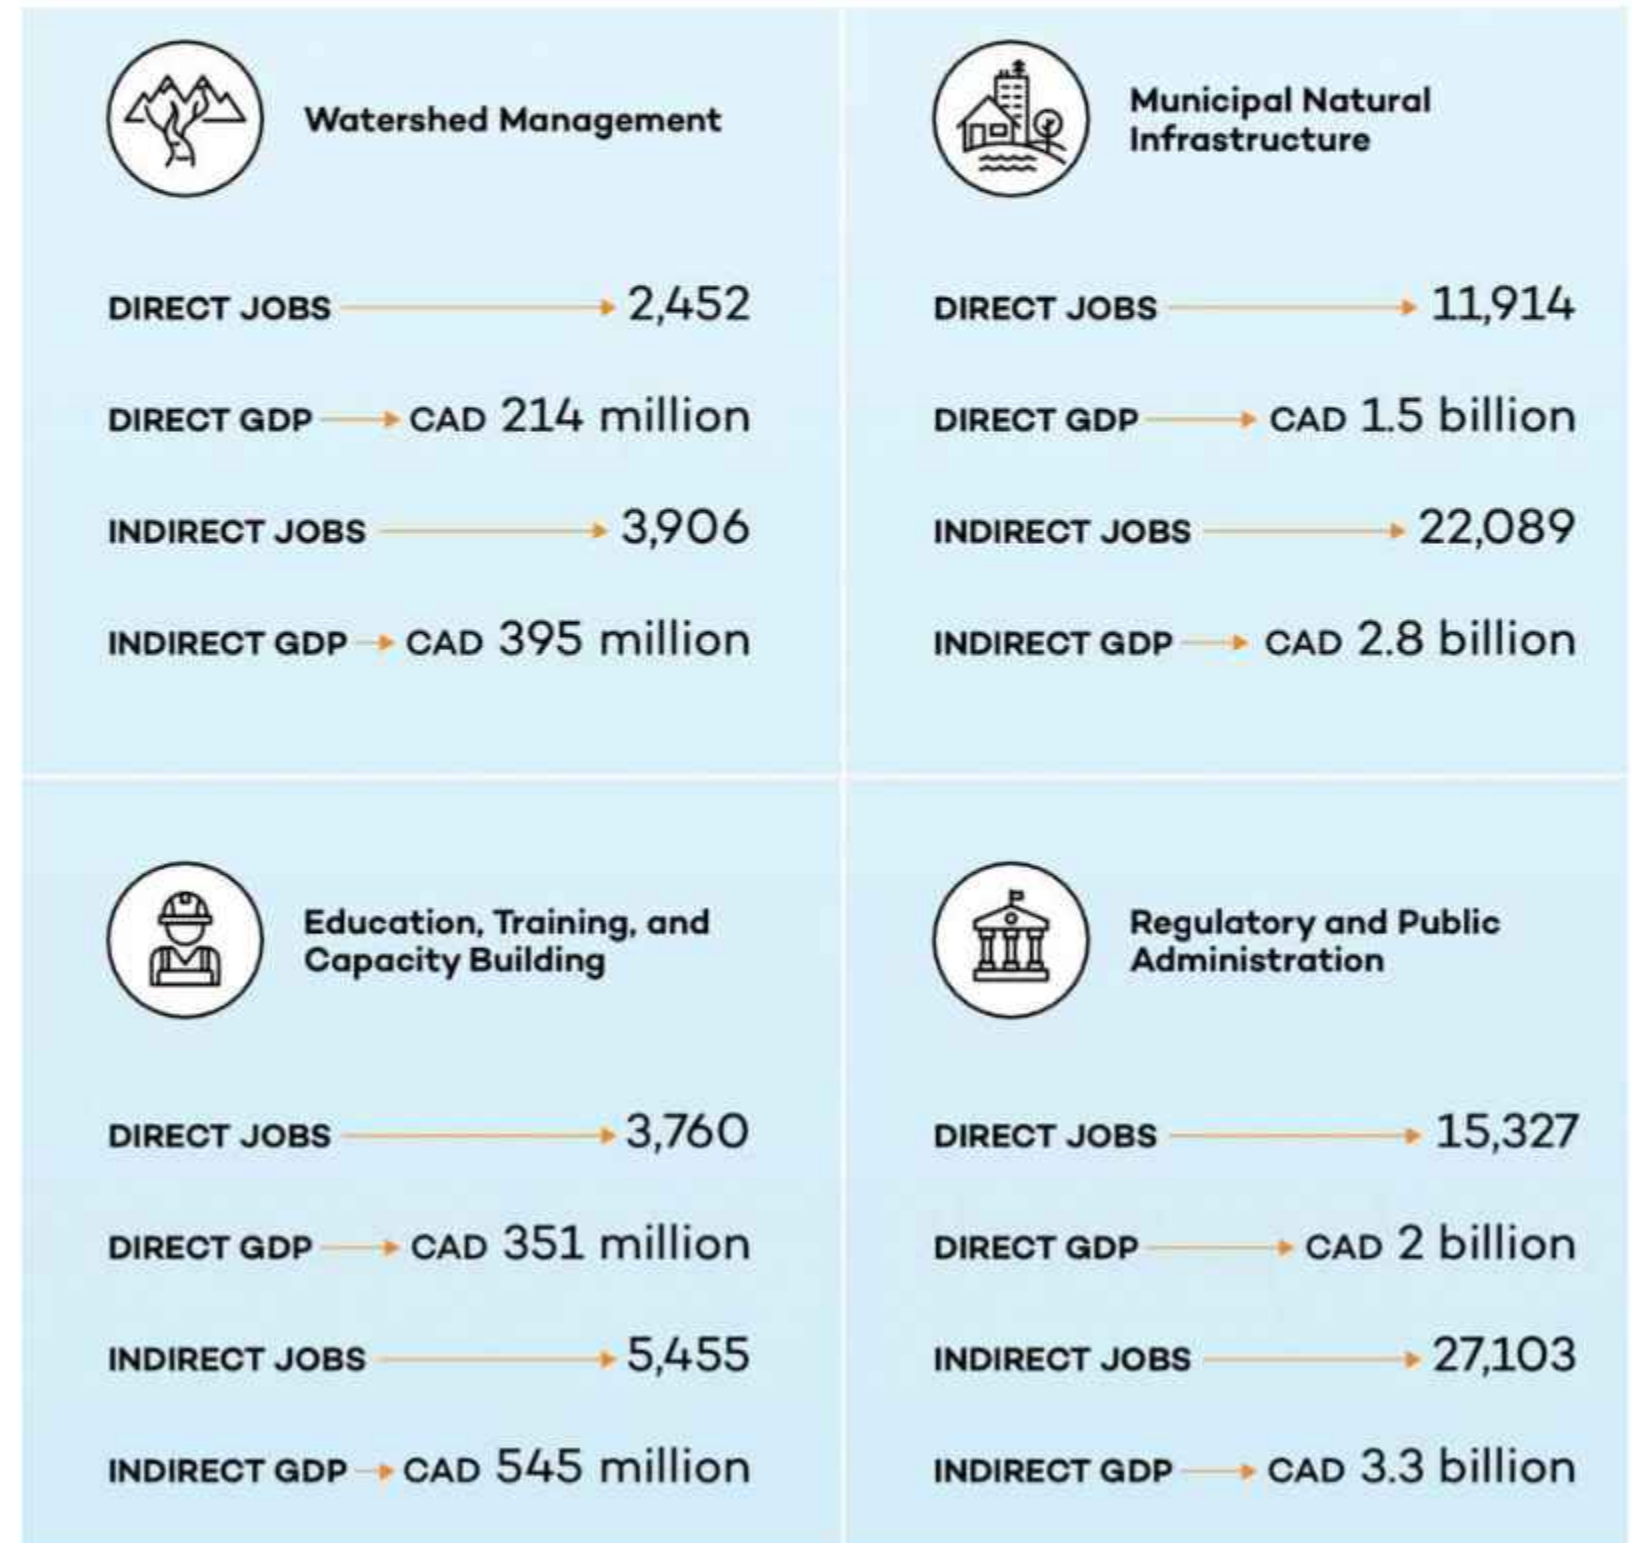 Watershed Management
DIRECT JOBS 2,452
DIRECT GDP CAD 214 million
INDIRECT JOBS 3,906
INDIRECT GDP CAD 395 million
Municipal Natural
Infrastructure
DIRECT JOBS 11,914
DIRECT GDP CAD 1.5 billion
INDIRECT JOBS 22,089
INDIRECT GDP CAD 2.8 billion
Education, Training, and
Capacity Building
DIRECT JOBS 3,760
DIRECT GDP CAD 351 million
INDIRECT JOBS 5,455
INDIRECT GDP CAD 545 million
Regulatory and Public
Administration
DIRECT JOBS 15,327
DIRECT GDP CAD 2 billion
INDIRECT JOBS 27,103
INDIRECT GDP CAD 3.3 billion